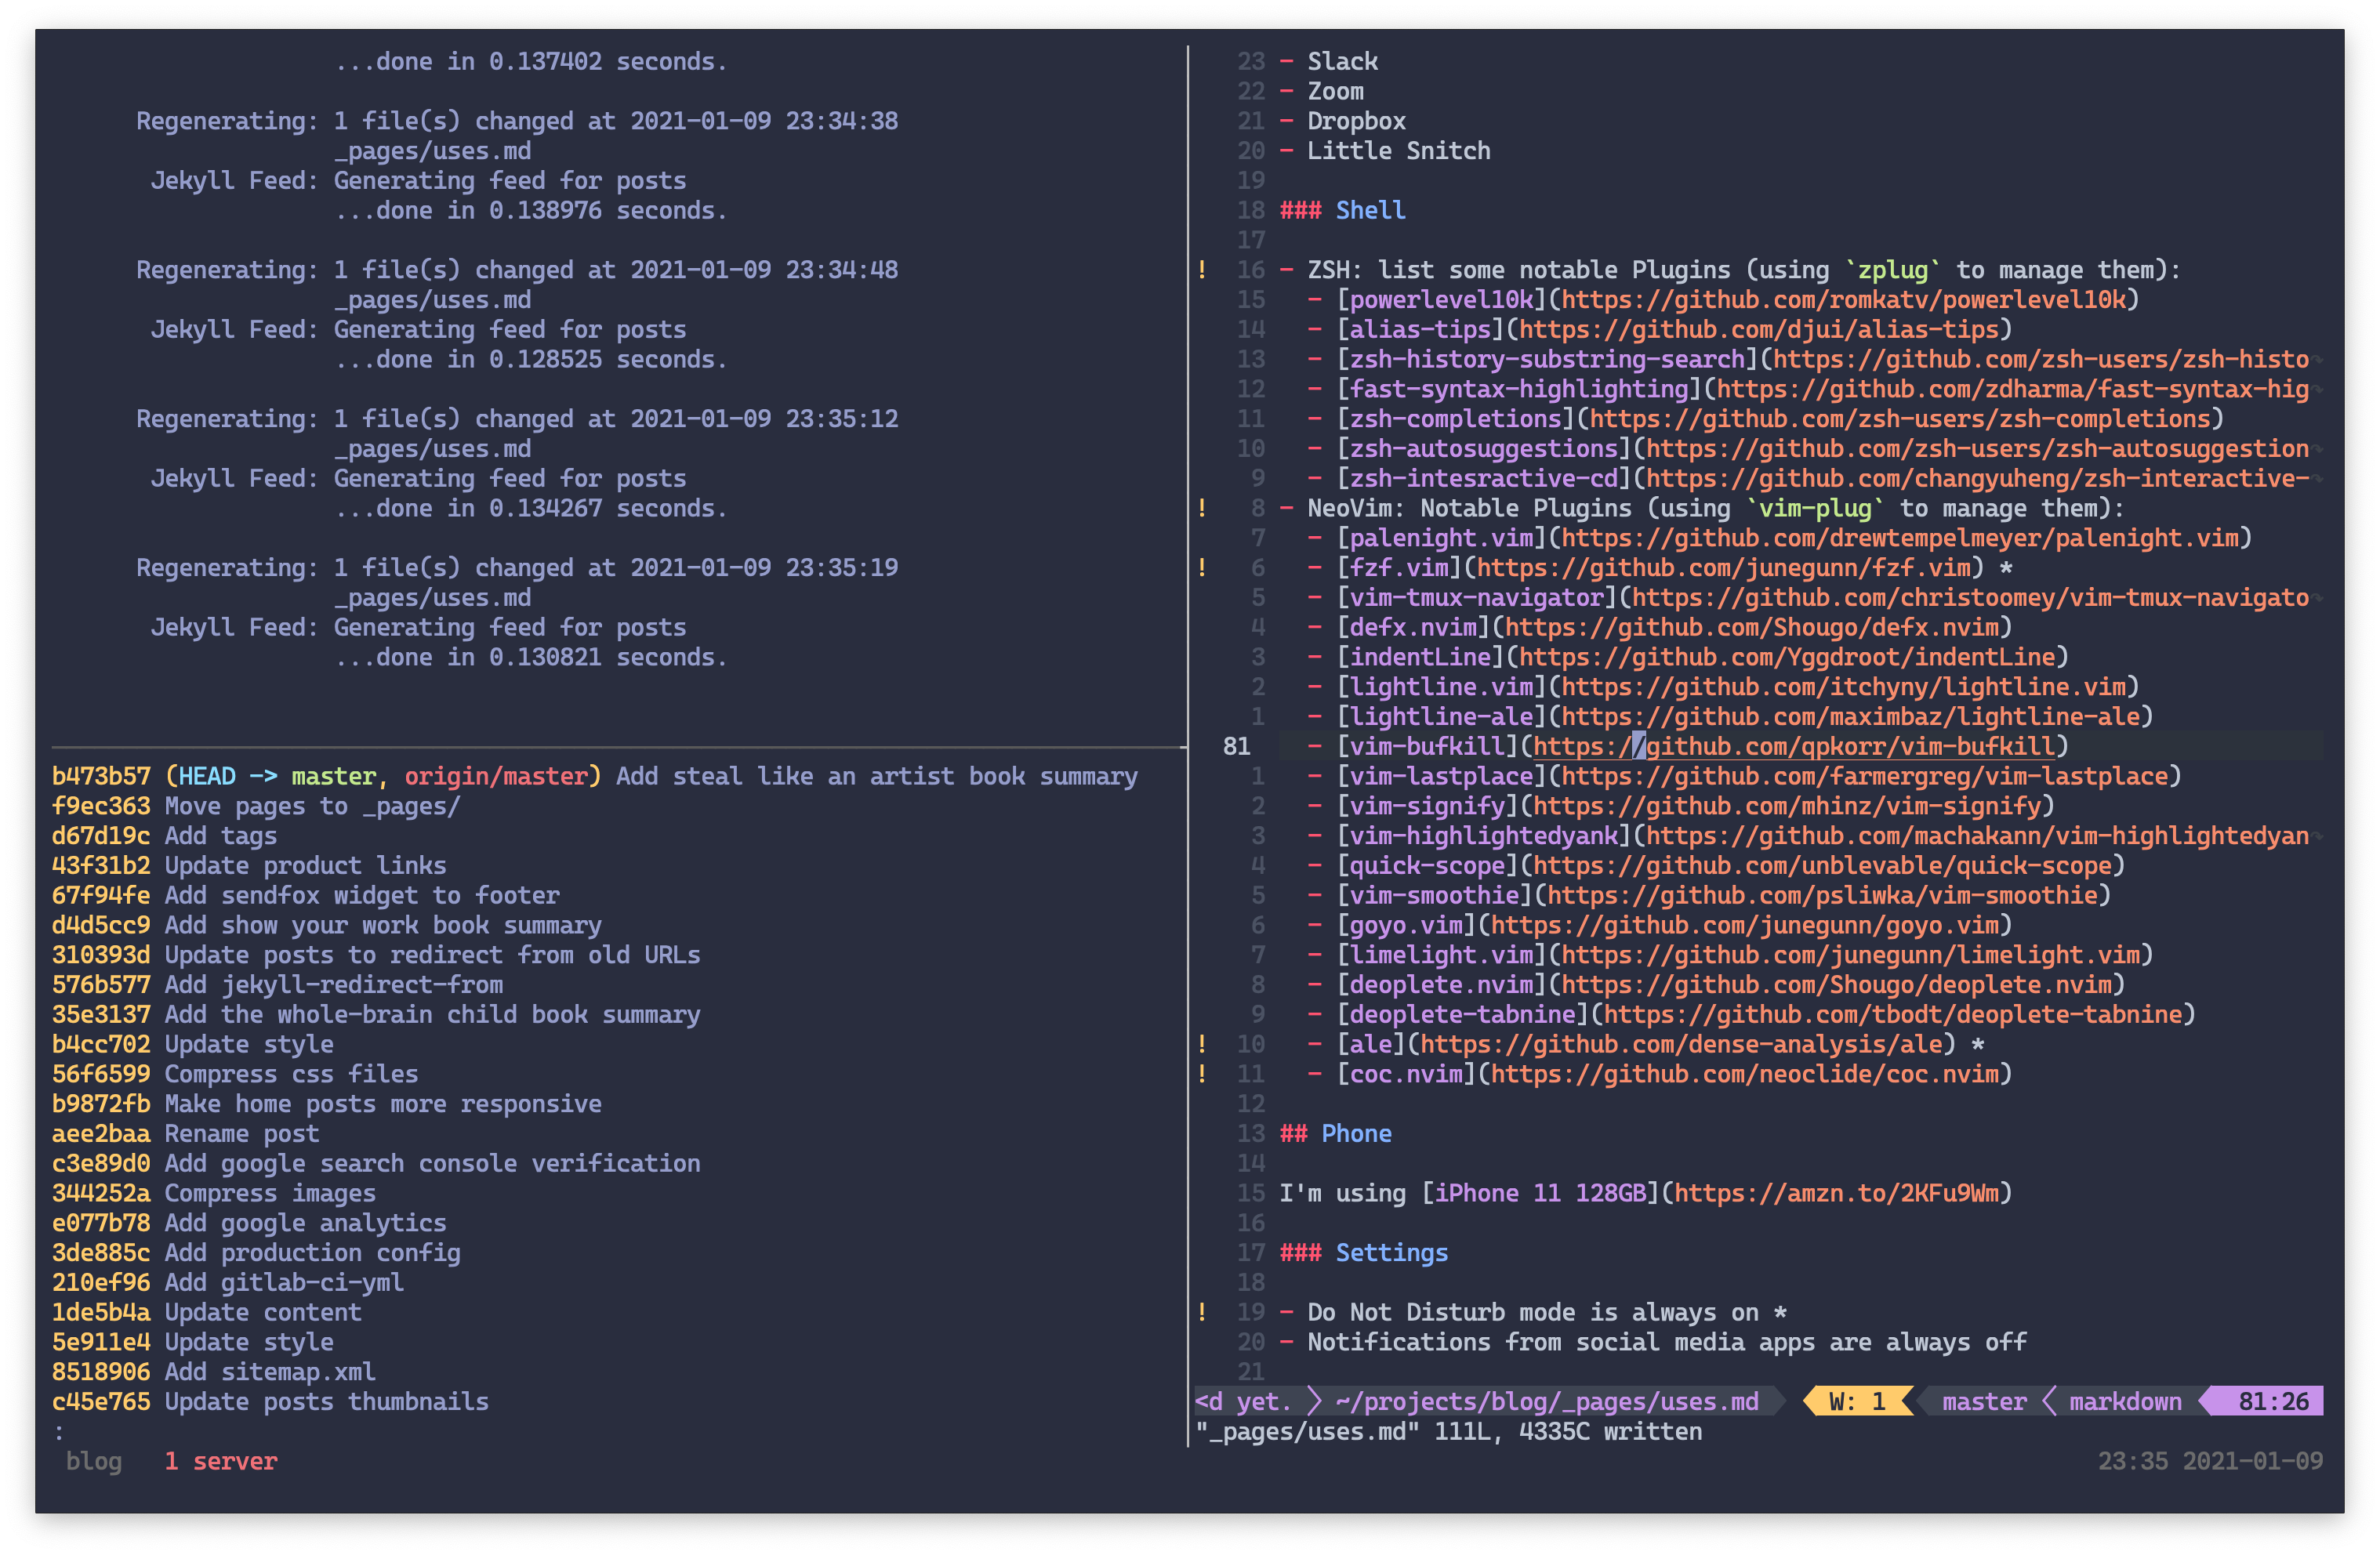 ...done in 0.137402 seconds.
Regenerating: 1 file(s) changed at 2021-01-09 23:34:38
_pages/uses.md
Jekyll Feed: Generating feed for posts
...done in 0.138976 seconds.
Regenerating: 1 file(s) changed at 2021-01-09 23:34:48
_pages/uses.md
Jekyll Feed: Generating feed for posts
...done in 0.128525 seconds.
Regenerating: 1 file(s) changed at 2021-01-09 23:35:12
_pages/uses.md
Jekyll Feed: Generating feed for posts
...done in 0.134267 seconds.
Regenerating: 1 file(s) changed at 2021-01-09 23:35:19
_pages/uses.md
Jekyll Feed: Generating feed for posts
...done in 0.130821 seconds.
b473b57 (HEAD -> master, origin/master) Add steal like an artist book summary
f9ec363 Move pages to _pages/
d67d19c Add tags
43f31b2 Update product links
67f94fe Add sendfox widget to footer
d4d5cc9 Add show your work book summary
310393d Update posts to redirect from old URLs
576b577 Add jekyll-redirect-from
35e3137 Add the whole-brain child book summary
b4cc702 Update style
56f6599 Compress css files
b9872fb Make home posts more responsive
aee2baa Rename post
c3e89d0 Add google search console verification
344252a Compress images
e077b78 Add google analytics
3de885c Add production config
210ef96 Add gitlab-ci-yml
1de5b4a Update content
5e911e4 Update style
8518906 Add sitemap.xml
c45e765 Update posts thumbnails
:
23 - Slack
22 - Zoom
21 - Dropbox
20 - Little Snitch
19
18 ### Shell
17
! 16 - ZSH: list some notable Plugins (using `zplug` to manage them):
15 - [powerlevel10k](https://github.com/romkatv/powerlevel10k)
14 - [alias-tips](https://github.com/djui/alias-tips)
13 - [zsh-history-substring-search](https://github.com/zsh-users/zsh-histo
12 - [fast-syntax-highlighting](https://github.com/zdharma/fast-syntax-hig
11 - [zsh-completions](https://github.com/zsh-users/zsh-completions)
10 - [zsh-autosuggestions](https://github.com/zsh-users/zsh-autosuggestion
9 - [zsh-intesractive-cd](https://github.com/changyuheng/zsh-interactive-
! 8 - NeoVim: Notable Plugins (using `vim-plug` to manage them):
7 - [palenight.vim](https://github.com/drewtempelmeyer/palenight.vim)
! 6 - [fzf.vim](https://github.com/junegunn/fzf.vim) *
5 - [vim-tmux-navigator](https://github.com/christoomey/vim-tmux-navigato
4 - [defx.nvim](https://github.com/Shougo/defx.nvim)
3 - [indentLine](https://github.com/Yggdroot/indentLine)
2 - [lightline.vim](https://github.com/itchyny/lightline.vim)
1 - [lightline-ale](https://github.com/maximbaz/lightline-ale)
81 - [vim-bufkill](https://github.com/qpkorr/vim-bufkill)
1 - [vim-lastplace](https://github.com/farmergreg/vim-lastplace)
2 - [vim-signify](https://github.com/mhinz/vim-signify)
3 - [vim-highlightedyank](https://github.com/machakann/vim-highlightedyan
4 - [quick-scope](https://github.com/unblevable/quick-scope)
5 - [vim-smoothie](https://github.com/psliwka/vim-smoothie)
6 - [goyo.vim](https://github.com/junegunn/goyo.vim)
7 - [limelight.vim](https://github.com/junegunn/limelight.vim)
8 - [deoplete.nvim](https://github.com/Shougo/deoplete.nvim)
9 - [deoplete-tabnine](https://github.com/tbodt/deoplete-tabnine)
! 10 - [ale](https://github.com/dense-analysis/ale) *
! 11 - [coc.nvim](https://github.com/neoclide/coc.nvim)
12
13 ## Phone
14
15 I'm using [iPhone 11 128GB](https://amzn.to/2KFu9Wm)
16
17 ### Settings
18
! 19 - Do Not Disturb mode is always on *
20 - Notifications from social media apps are always off
21
<d yet. ~/projects/blog/_pages/uses.md W: 1 master markdown 81:26
"_pages/uses.md" 111L, 4335C written
blog 1 server 23:35 2021-01-09